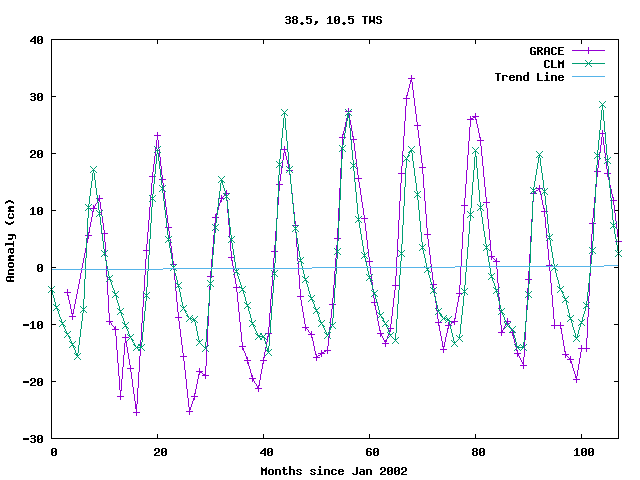 38.5, 10.5 TWS
GRACE
CLM
Trend Line
40
30
20
10
0
-10
-20
-30
Anomaly (cm)
0 20 40 60 80 100
Months since Jan 2002